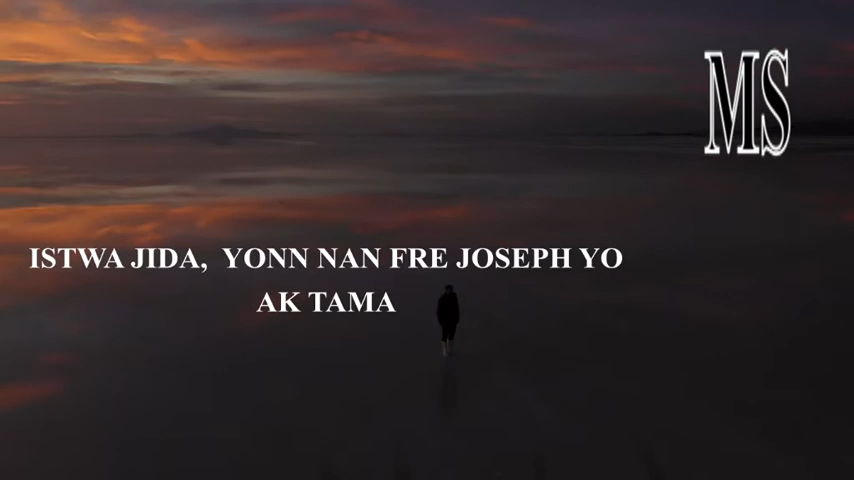 MS
ISTWA JIDA, YONN NAN FRE JOSEPH YO
AK TAMA